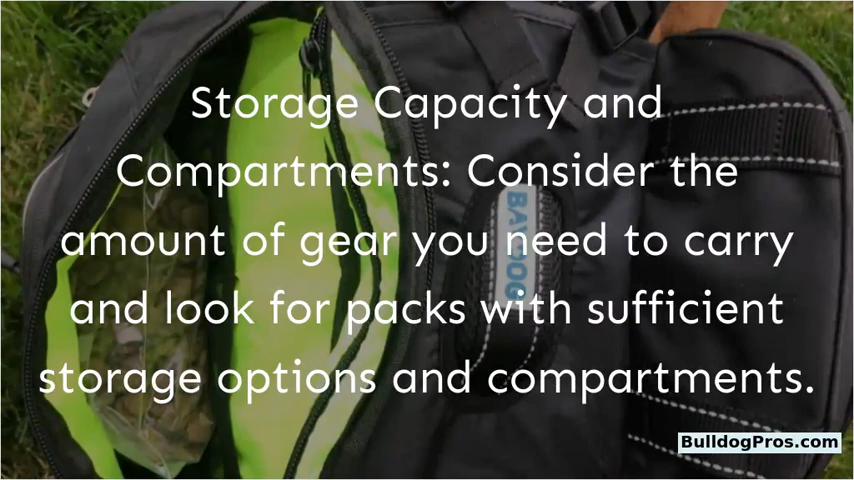 Storage Capacity and
Compartments: Consider the
amount of gear you need to carry
and look for packs with sufficient
storage options and compartments.
BulldogPros.com